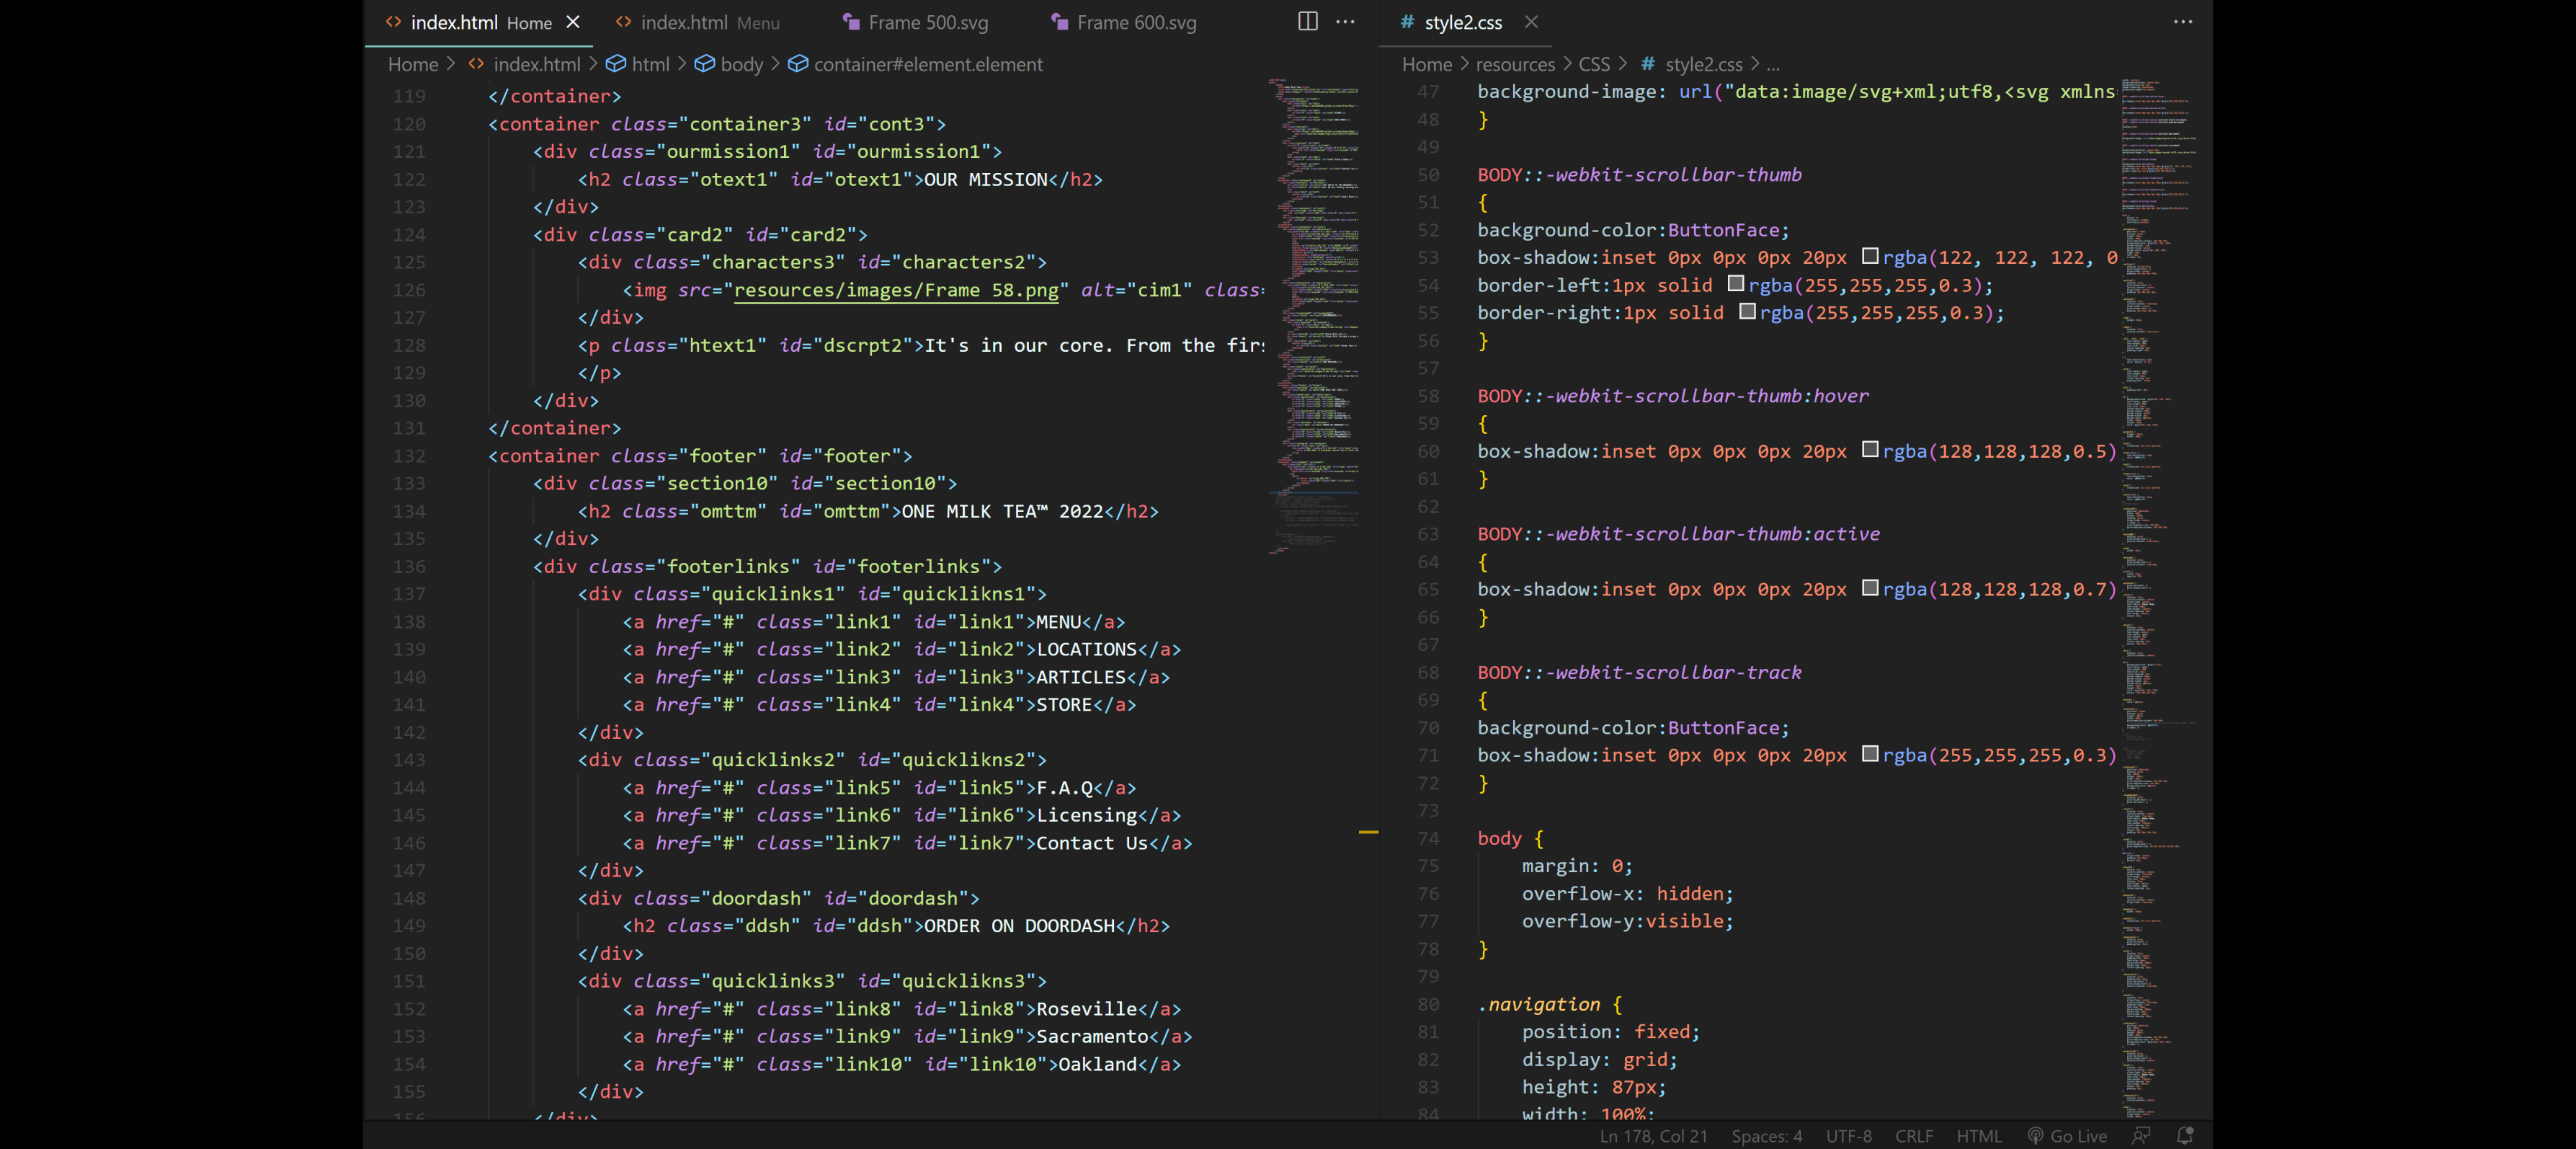 index.html Home
index.html Menu
Frame 500.svg
Frame 600.svg
Home > index.html > html > body > container#element.element
119 </container>
120 <container class="container3" id="cont3">
121 <div class="ourmission1" id="ourmission1">
122 <h2 class="otext1" id="otext1">OUR MISSION</h2>
123 </div>
124 <div class="card2" id="card2">
125 <div class="characters3" id="characters2">
126 <img src="resources/images/Frame 58.png" alt="cim1" class=
127 </div>
128 <p class="htext1" id="dscrpt2">It's in our core. From the firs
129 </p>
130 </div>
131 </container>
132 <container class="footer" id="footer">
133 <div class="section10" id="section10">
134 <h2 class="omttm" id="omttm">ONE MILK TEA™ 2022</h2>
135 </div>
136 <div class="footerlinks" id="footerlinks">
137 <div class="quicklinks1" id="quicklikns1">
138 <a href="#" class="link1" id="link1">MENU</a>
139 <a href="#" class="link2" id="link2">LOCATIONS</a>
140 <a href="#" class="link3" id="link3">ARTICLES</a>
141 <a href="#" class="link4" id="link4">STORE</a>
142 </div>
143 <div class="quicklinks2" id="quicklikns2">
144 <a href="#" class="link5" id="link5">F.A.Q</a>
145 <a href="#" class="link6" id="link6">Licensing</a>
146 <a href="#" class="link7" id="link7">Contact Us</a>
147 </div>
148 <div class="doordash" id="doordash">
149 <h2 class="ddsh" id="ddsh">ORDER ON DOORDASH</h2>
150 </div>
151 <div class="quicklinks3" id="quicklikns3">
152 <a href="#" class="link8" id="link8">Roseville</a>
153 <a href="#" class="link9" id="link9">Sacramento</a>
154 <a href="#" class="link10" id="link10">Oakland</a>
155 </div>
156 </div>
# style2.css
Home > resources > CSS > # style2.css > ...
47 background-image: url("data:image/svg+xml;utf8,<svg xmlns
48 }
49
50 BODY::-webkit-scrollbar-thumb
51 {
52 background-color:ButtonFace;
53 box-shadow:inset 0px 0px 0px 20px rgba(122, 122, 122, 0
54 border-left:1px solid rgba(255,255,255,0.3);
55 border-right:1px solid rgba(255,255,255,0.3);
56 }
57
58 BODY::-webkit-scrollbar-thumb:hover
59 {
60 box-shadow:inset 0px 0px 0px 20px rgba(128,128,128,0.5)
61 }
62
63 BODY::-webkit-scrollbar-thumb:active
64 {
65 box-shadow:inset 0px 0px 0px 20px rgba(128,128,128,0.7)
66 }
67
68 BODY::-webkit-scrollbar-track
69 {
70 background-color:ButtonFace;
71 box-shadow:inset 0px 0px 0px 20px rgba(255,255,255,0.3)
72 }
73
74 body {
75 margin: 0;
76 overflow-x: hidden;
77 overflow-y:visible;
78 }
79
80 .navigation {
81 position: fixed;
82 display: grid;
83 height: 87px;
84 width: 100%;
Ln 178, Col 21 Spaces: 4 UTF-8 CRLF HTML Go Live